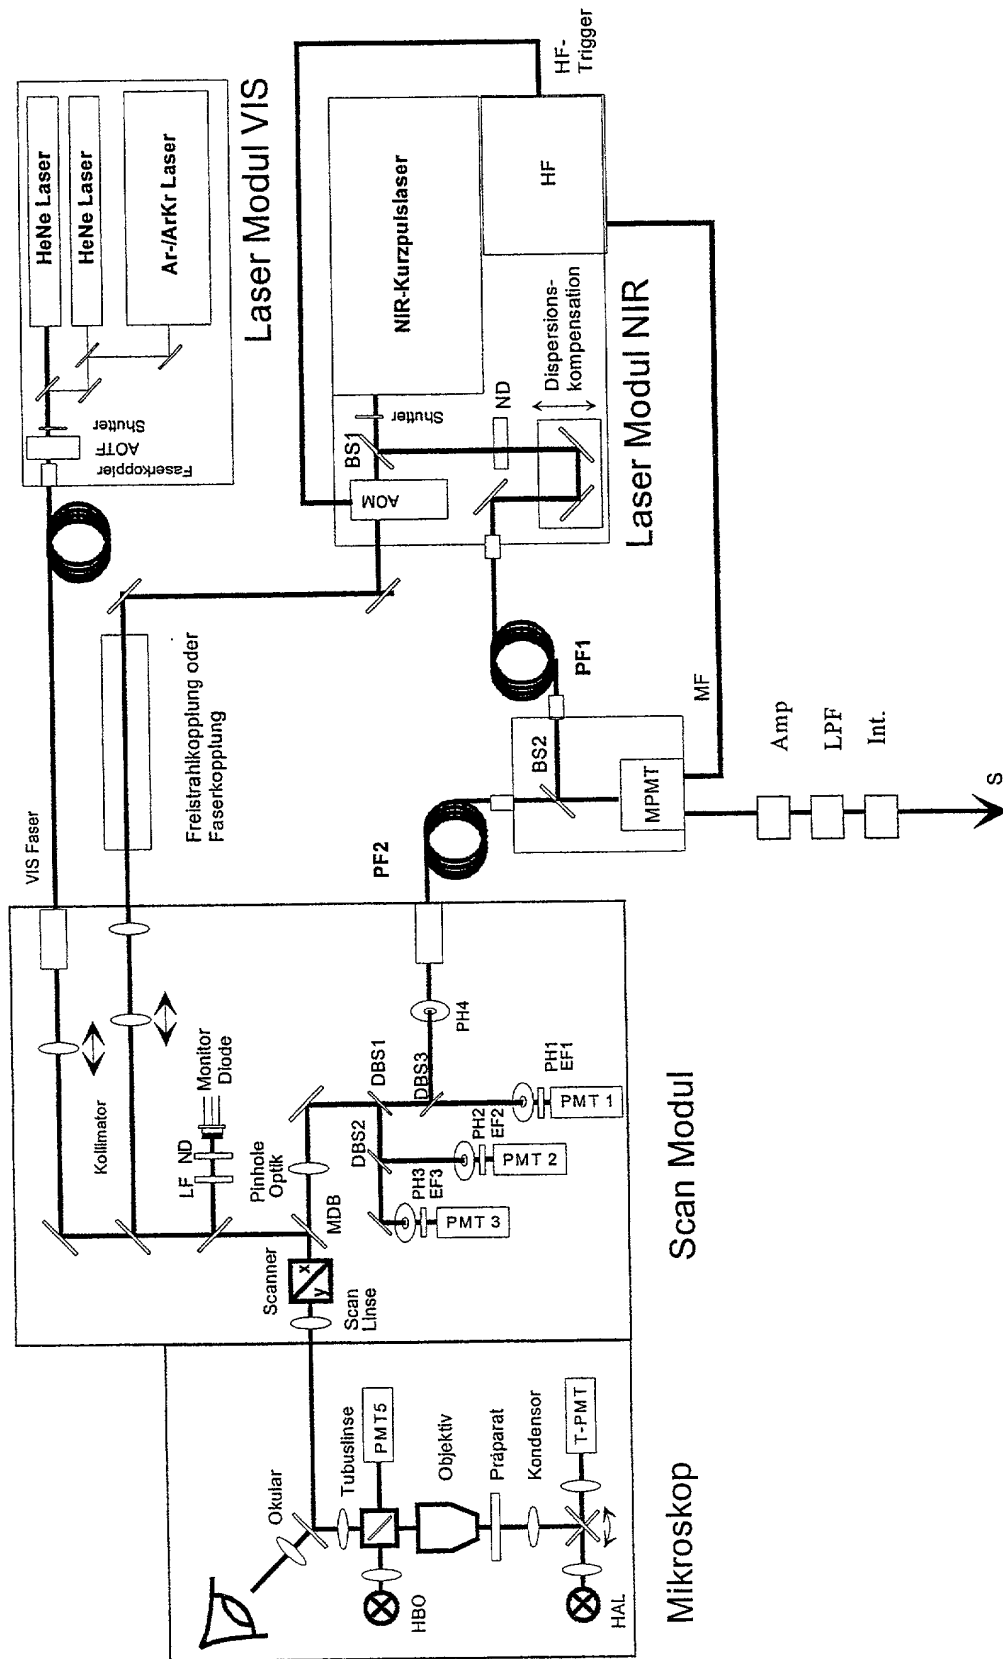 HeNe Laser
HeNe Laser
Ar-/ArKr Laser
Shutter
AOTF
Faserkoppler
Laser Modul VIS
HF-
Trigger
NIR-Kurzpulslaser
HF
Shutter
BS1
AOM
ND
Dispersions-
kompensation
Laser Modul NIR
VIS Faser
Freistrahlkopplung oder
Faserkopplung
PF1
PF2
BS2
MPMT
MF
Amp
LPF
Int.
S
Kollimator
LF
ND
Monitor
Diode
Pinhole
Optik
MDB
Scanner
x
y
Scan
Linse
DBS1
DBS2
DBS3
PH4
PH1
EF1
PMT 1
PH2
EF2
PMT 2
PH3
EF3
PMT 3
Scan Modul
Okular
Tubuslinse
PMT5
HBO
Objektiv
Präparat
Kondensor
T-PMT
HAL
Mikroskop